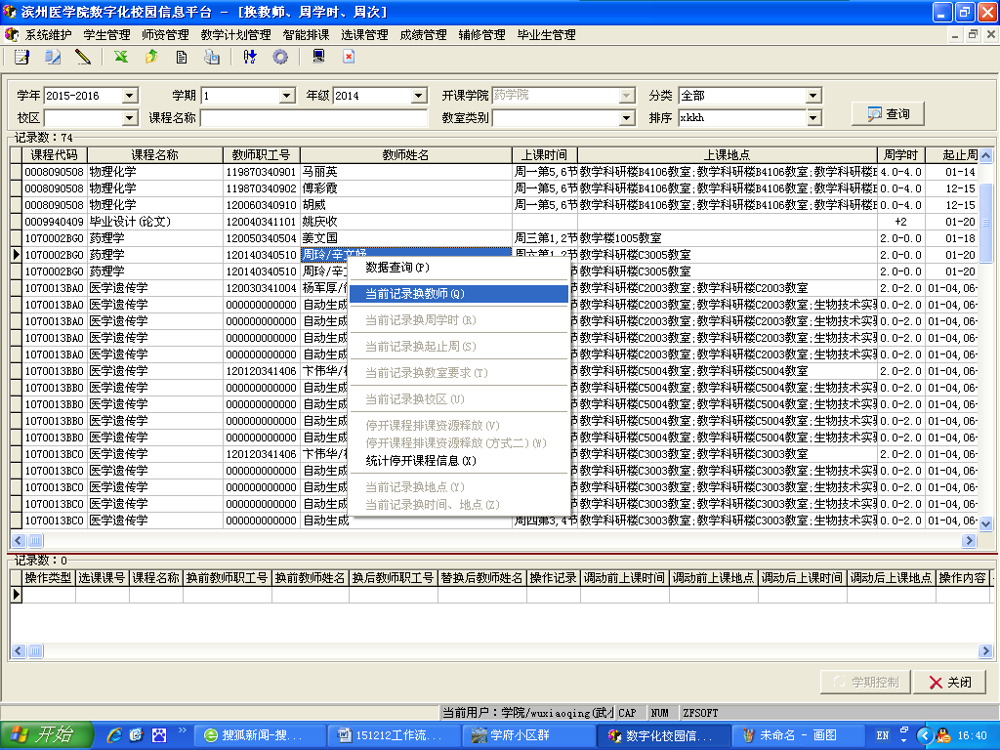 滨州医学院数字化校园信息平台 - [换教师、周学时、周次]
系统维护 学生管理 师资管理 教学计划管理 智能排课 选课管理 成绩管理 辅修管理 毕业生管理
学年 2015-2016 学期 1 年级 2014 开课学院 药学院 分类 全部
校区 课程名称 教室类别 排序 xkkh 查询
记录数：74
课程代码 课程名称 教师职工号 教师姓名 上课时间 上课地点 周学时 起止周
0008090508 物理化学 119870340901 马丽英 周一第5,6节 教学科研楼B4106教室;教学科研楼B4106教室;教学科研楼B 4.0-4.0 01-14
0008090508 物理化学 119870340902 傅彩霞 周一第5,6节 教学科研楼B4106教室;教学科研楼B4106教室;教学科研楼B 0.0-4.0 12-15
0008090508 物理化学 120060340910 胡威 周一第5,6节 教学科研楼B4106教室;教学科研楼B4106教室;教学科研楼B 0.0-4.0 12-15
0009940409 毕业设计(论文) 120040341101 姚庆收 +2 01-20
1070002BG0 药理学 120050340504 姜文国 周三第1,2节 教学楼1005教室 2.0-0.0 01-18
1070002BG0 药理学 120140340510 周玲/辛文妤 周六第1,2节 教学科研楼C3005教室 2.0-0.0 01-20
1070002BG0 药理学 120140340510 周玲/辛文 教学科研楼C3005教室 2.0-0.0 01-20
1070013BA0 医学遗传学 120030341004 杨军厚/ 教学科研楼C2003教室;教学科研楼C2003教室 2.0-2.0 01-04,06-
1070013BA0 医学遗传学 000000000000 自动生成 教学科研楼C2003教室;教学科研楼C2003教室;生物技术实 0.0-2.0 01-04,06-
1070013BA0 医学遗传学 000000000000 自动生成 教学科研楼C2003教室;教学科研楼C2003教室;生物技术实 0.0-2.0 01-04,06-
1070013BA0 医学遗传学 000000000000 自动生成 教学科研楼C2003教室;教学科研楼C2003教室;生物技术实 0.0-2.0 01-04,06-
1070013BA0 医学遗传学 000000000000 自动生成 教学科研楼C2003教室;教学科研楼C2003教室;生物技术实 0.0-2.0 01-04,06-
1070013BB0 医学遗传学 120120341406 卞伟华/ 教学科研楼C5004教室;教学科研楼C5004教室 2.0-2.0 01-04,06-
1070013BB0 医学遗传学 000000000000 自动生成 教学科研楼C5004教室;教学科研楼C5004教室;生物技术实 0.0-2.0 01-04,06-
1070013BB0 医学遗传学 000000000000 自动生成 教学科研楼C5004教室;教学科研楼C5004教室;生物技术实 0.0-2.0 01-04,06-
1070013BB0 医学遗传学 000000000000 自动生成 教学科研楼C5004教室;教学科研楼C5004教室;生物技术实 0.0-2.0 01-04,06-
1070013BB0 医学遗传学 000000000000 自动生成 教学科研楼C5004教室;教学科研楼C5004教室;生物技术实 0.0-2.0 01-04,06-
1070013BC0 医学遗传学 120120341406 卞伟华/ 教学科研楼C3003教室;教学科研楼C3003教室 2.0-2.0 01-04,06-
1070013BC0 医学遗传学 000000000000 自动生成 教学科研楼C3003教室;教学科研楼C3003教室;生物技术实 0.0-2.0 01-04,06-
1070013BC0 医学遗传学 000000000000 自动生成 教学科研楼C3003教室;教学科研楼C3003教室;生物技术实 0.0-2.0 01-04,06-
1070013BC0 医学遗传学 000000000000 自动生成 教学科研楼C3003教室;教学科研楼C3003教室;生物技术实 0.0-2.0 01-04,06-
1070013BC0 医学遗传学 000000000000 自动生成 周四第3,4节 教学科研楼C3003教室;教学科研楼C3003教室;生物技术实 0.0-2.0 01-04,06-
数据查询(P)
当前记录换教师(Q)
当前记录换周学时(R)
当前记录换起止周(S)
当前记录换教室要求(T)
当前记录换校区(U)
停开课程排课资源释放(V)
停开课程排课资源释放(方式二)(W)
统计停开课程信息(X)
当前记录换地点(Y)
当前记录换时间、地点(Z)
记录数：0
操作类型 选课课号 课程名称 换前教师职工号 换前教师姓名 换后教师职工号 替换后教师姓名 操作记录 调动前上课时间 调动前上课地点 调动后上课时间 调动后上课地点 操作内容
学期控制 关闭
当前用户：学院/wuxiaoqing(武小 CAP NUM ZFSOFT
开始 搜狐新闻-搜... 151212工作流... 学府小区群 数字化校园信... 未命名 - 画图 EN 16:40